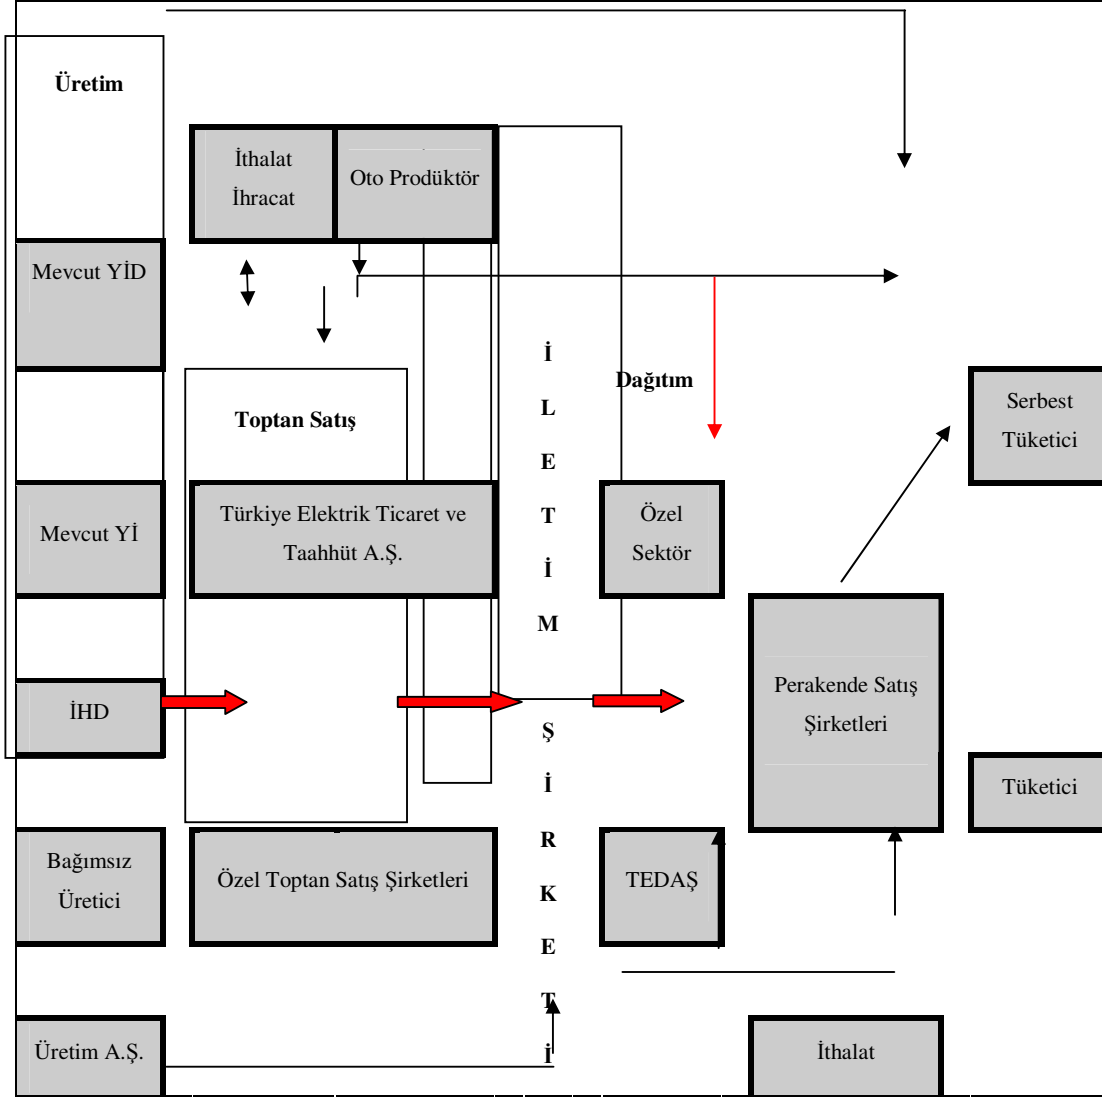 Üretim
İthalat
İhracat
Oto Prodüktör
Mevcut YİD
İ
L
E
T
İ
M
Ş
İ
R
K
E
T
İ
Dağıtım
Toptan Satış
Serbest
Tüketici
Mevcut Yİ
Türkiye Elektrik Ticaret ve
Taahhüt A.Ş.
Özel
Sektör
İHD
Perakende Satış
Şirketleri
Tüketici
Bağımsız
Üretici
Özel Toptan Satış Şirketleri
TEDAŞ
Üretim A.Ş.
İthalat